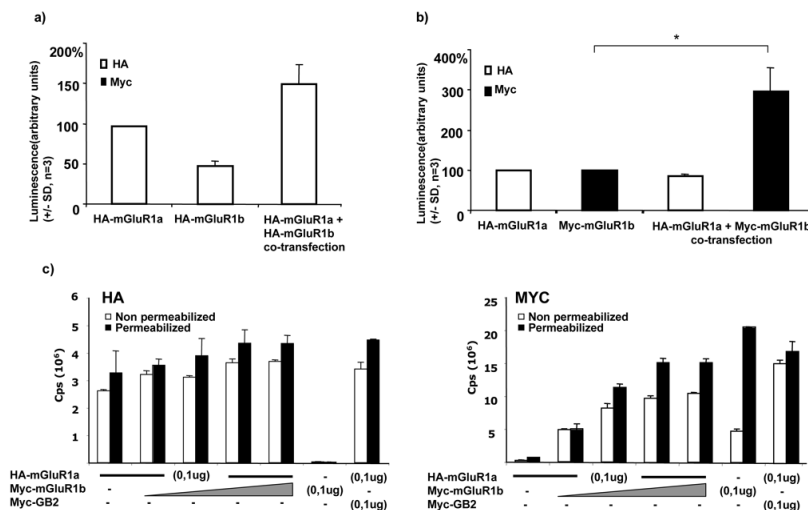 a)
200%
150
100
50
0
Luminescence(arbitrary units)
(+/- SD, n=3)
HA
Myc
HA-mGluR1a
HA-mGluR1b
HA-mGluR1a +
HA-mGluR1b
co-transfection
b)
400%
300
200
100
0
Luminescence(arbitrary units)
(+/- SD, n=3)
HA
Myc
*
HA-mGluR1a
Myc-mGluR1b
HA-mGluR1a + Myc-mGluR1b
co-transfection
c)
HA
Non permeabilized
Permeabilized
6
5
4
3
2
1
0
Cps (10⁶)
HA-mGluR1a (0,1ug) - (0,1ug)
Myc-mGluR1b - (0,1ug) -
Myc-GB2 - - - (0,1ug)
MYC
Non permeabilized
Permeabilized
25
20
15
10
5
0
Cps (10⁶)
HA-mGluR1a (0,1ug) - (0,1ug)
Myc-mGluR1b - (0,1ug) -
Myc-GB2 - - - (0,1ug)